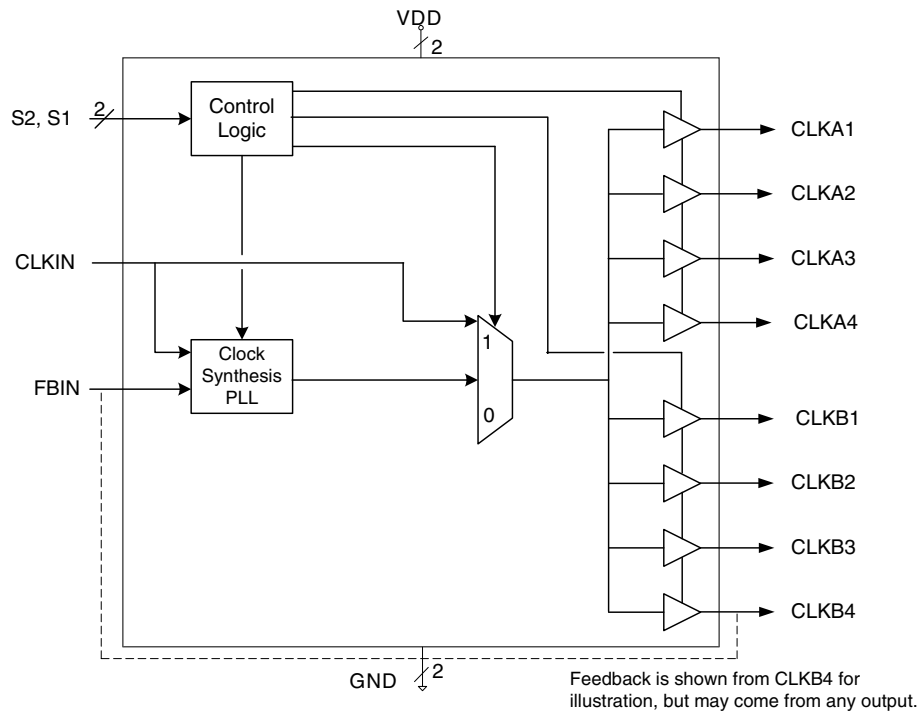 VDD
2
S2, S1
2
Control
Logic
CLKA1
CLKA2
CLKIN
CLKA3
CLKA4
1
Clock
Synthesis
PLL
FBIN
0
CLKB1
CLKB2
CLKB3
CLKB4
GND
2
Feedback is shown from CLKB4 for
illustration, but may come from any output.